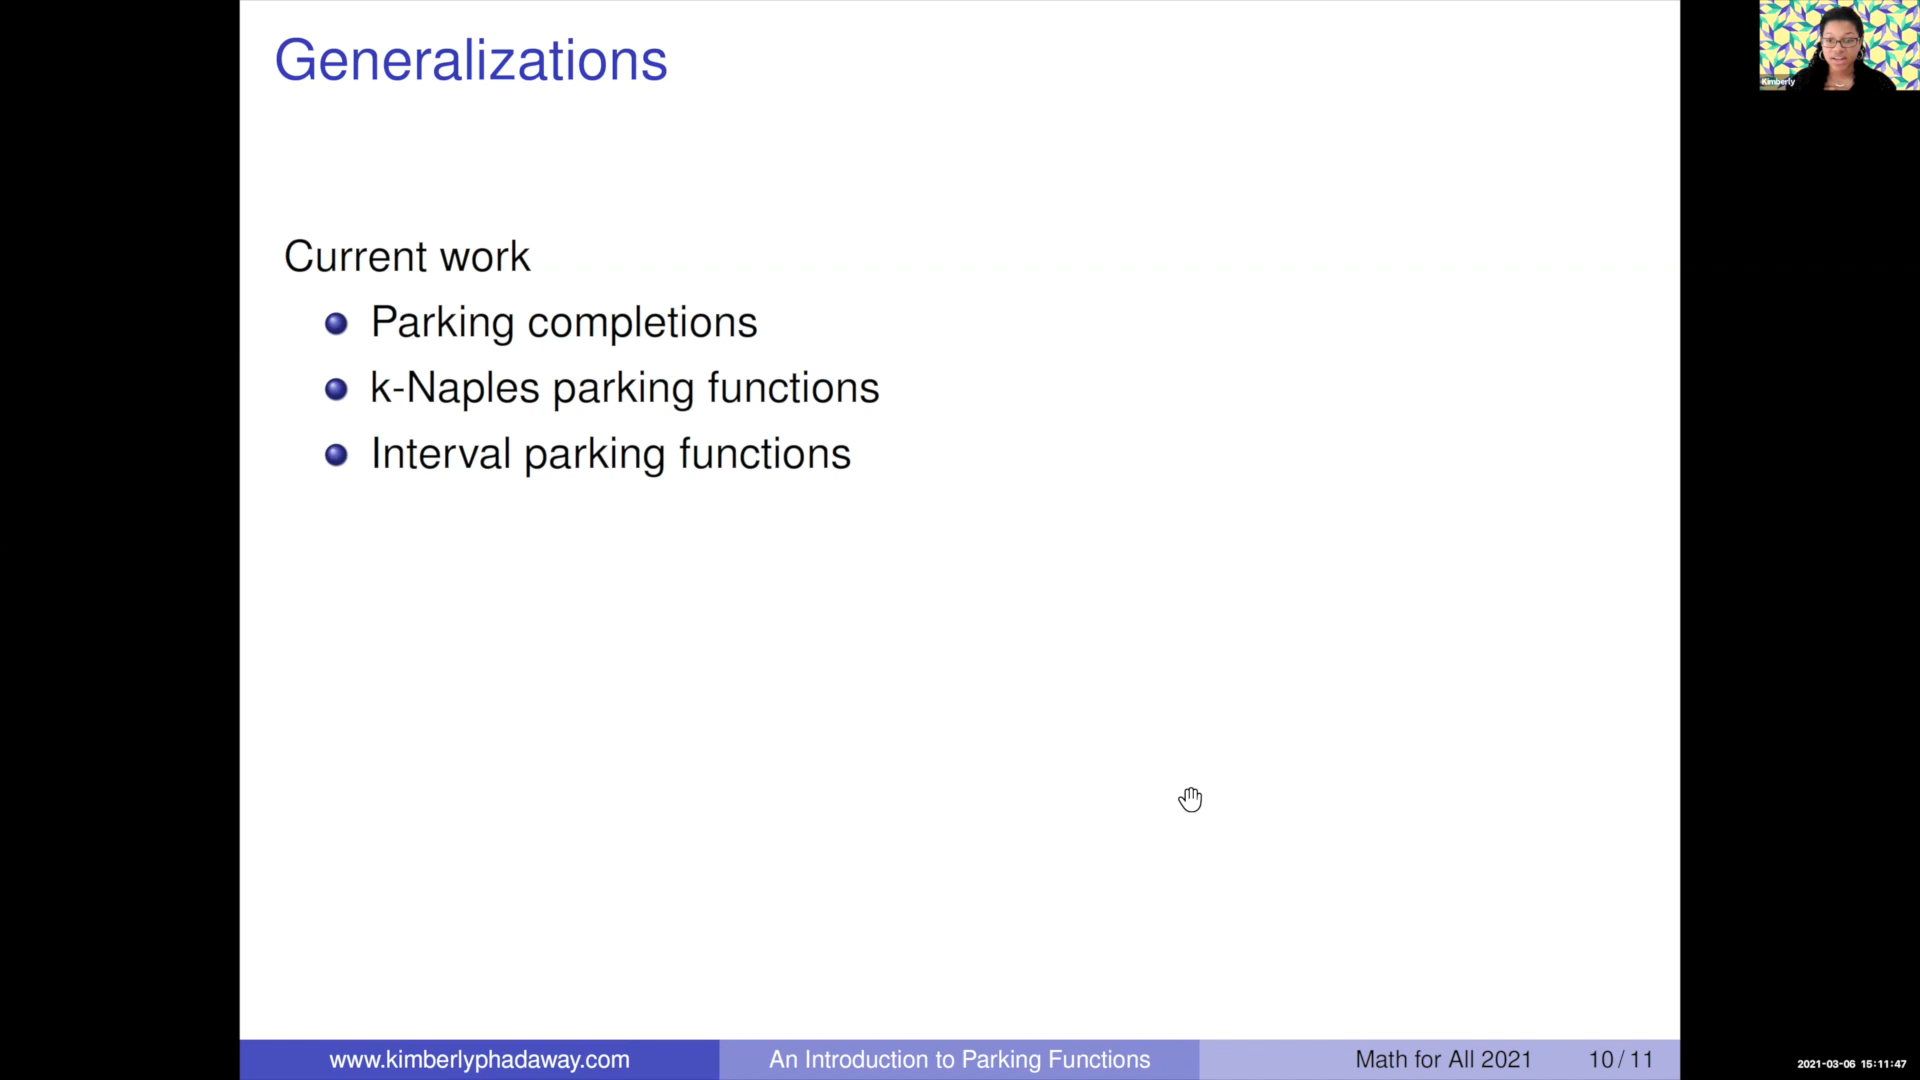 Generalizations
Kimberly
Current work
Parking completions
k-Naples parking functions
Interval parking functions
www.kimberlyphadaway.com An Introduction to Parking Functions Math for All 2021 10 / 11
2021-03-06 15:11:47